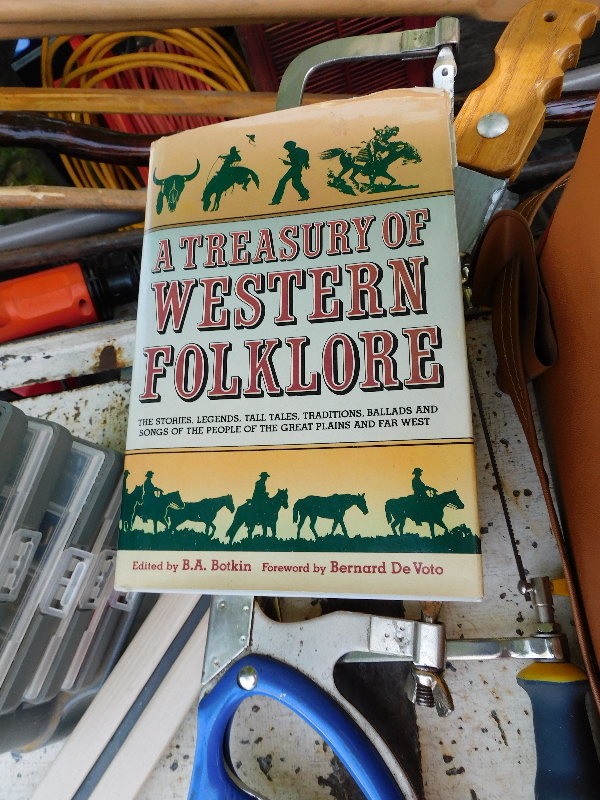 A TREASURY OF
WESTERN
FOLKLORE
THE STORIES, LEGENDS, TALL TALES, TRADITIONS, BALLADS AND
SONGS OF THE PEOPLE OF THE GREAT PLAINS AND FAR WEST
Edited by B.A. Botkin Foreword by Bernard De Voto